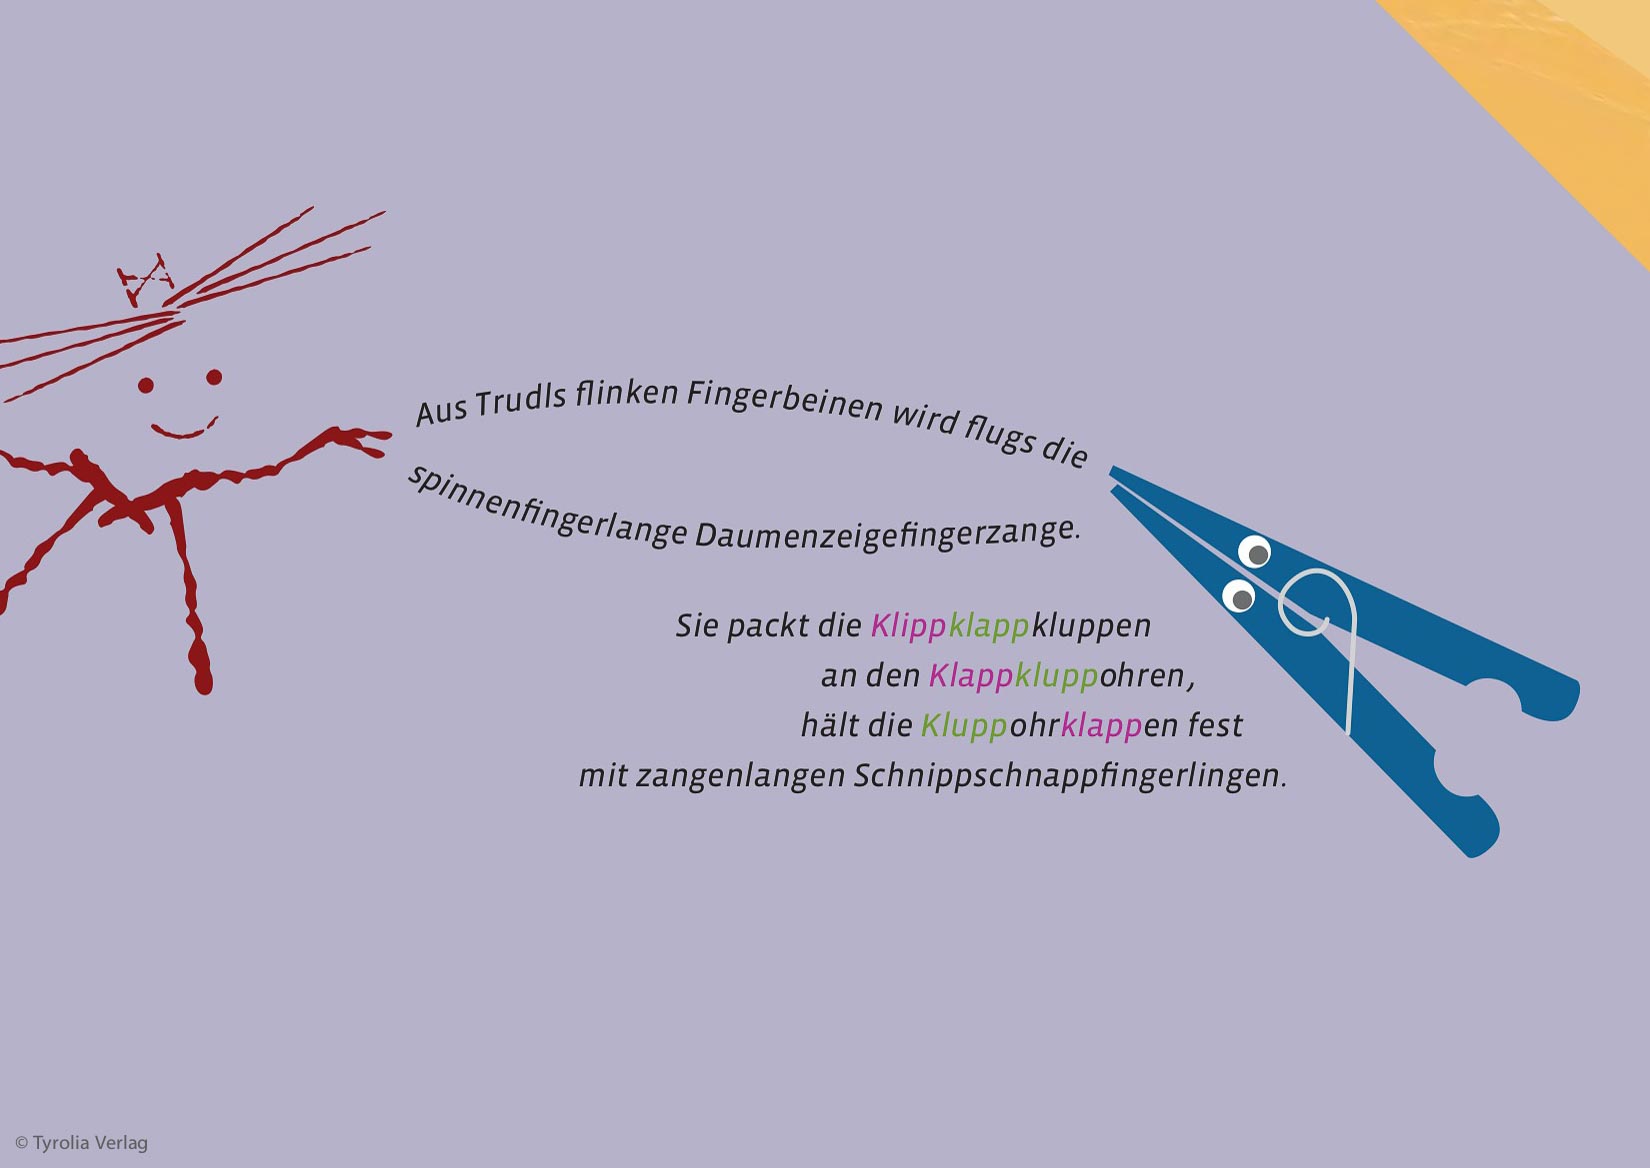 Aus Trudls flinken Fingerbeinen wird flugs die
spinnenfingerlange Daumenzeigefingerzange.
Sie packt die Klippklappkluppen
an den Klappkluppohren,
hält die Kluppohrklappen fest
mit zangenlangen Schnippschnappfingerlingen.
© Tyrolia Verlag